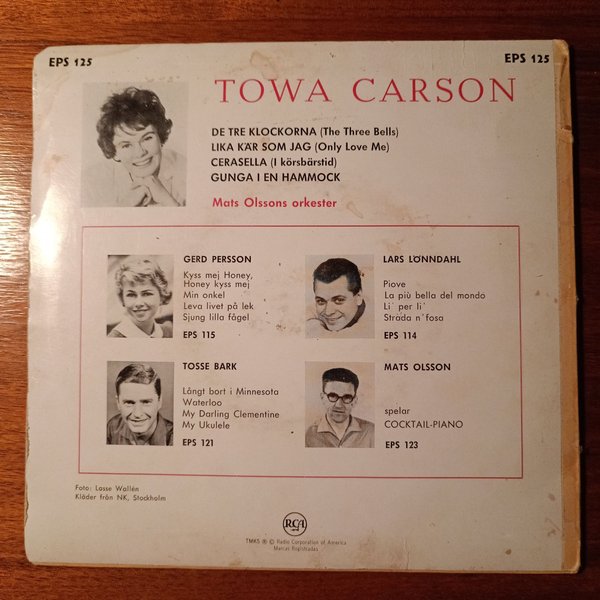 EPS 125
EPS 125
TOWA CARSON
DE TRE KLOCKORNA (The Three Bells)
LIKA KÄR SOM JAG (Only Love Me)
CERASELLA (I körsbärstid)
GUNGA I EN HAMMOCK
Mats Olssons orkester
GERD PERSSON
Kyss mej Honey,
Honey kyss mej
Min onkel
Leva livet på lek
Sjung lilla fågel
EPS 115
LARS LÖNNDAHL
Piove
La più bella del mondo
Li' per li'
Strada n'fosa
EPS 114
TOSSE BARK
Långt bort i Minnesota
Waterloo
My Darling Clementine
My Ukulele
EPS 121
MATS OLSSON
spelar
COCKTAIL-PIANO
EPS 123
Foto: Lasse Wallén
Kläder från NK, Stockholm
RCA
TMKS ® © Radio Corporation of America
Marcas Registradas